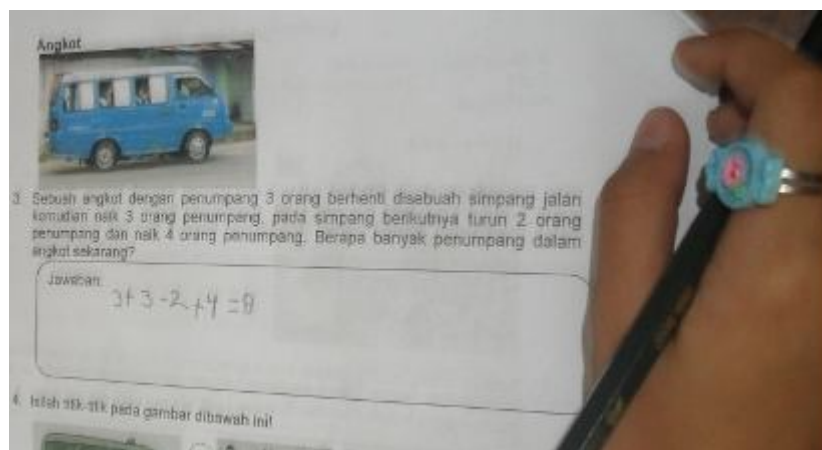 Angkot
3. Sebuah angkot dengan penumpang 3 orang berhenti disebuah simpang jalan
kemudian naik 3 orang penumpang, pada simpang berikutnya turun 2 orang
penumpang dan naik 4 orang penumpang. Berapa banyak penumpang dalam
angkot sekarang?
Jawaban:
3+3-2+4=8
4. Isilah titik-titik pada gambar dibawah ini!